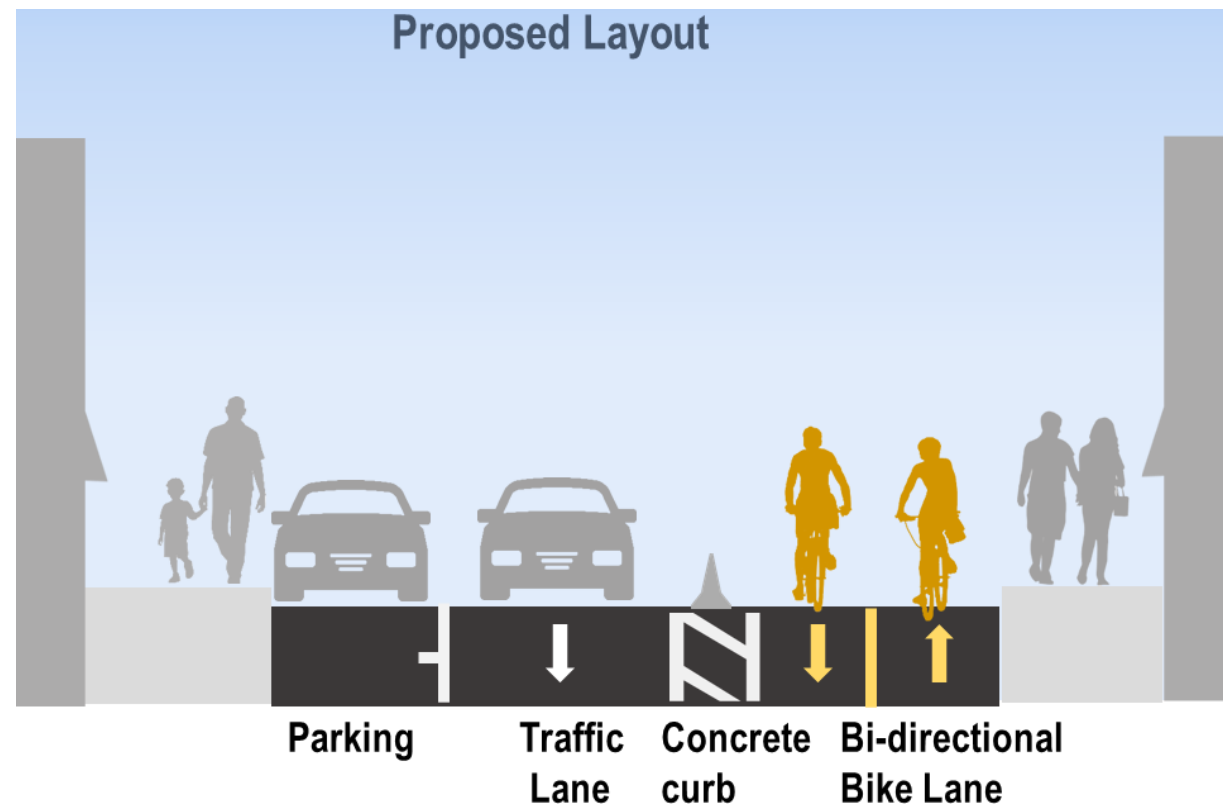 Proposed Layout
Parking
Traffic
Lane
Concrete
curb
Bi-directional
Bike Lane